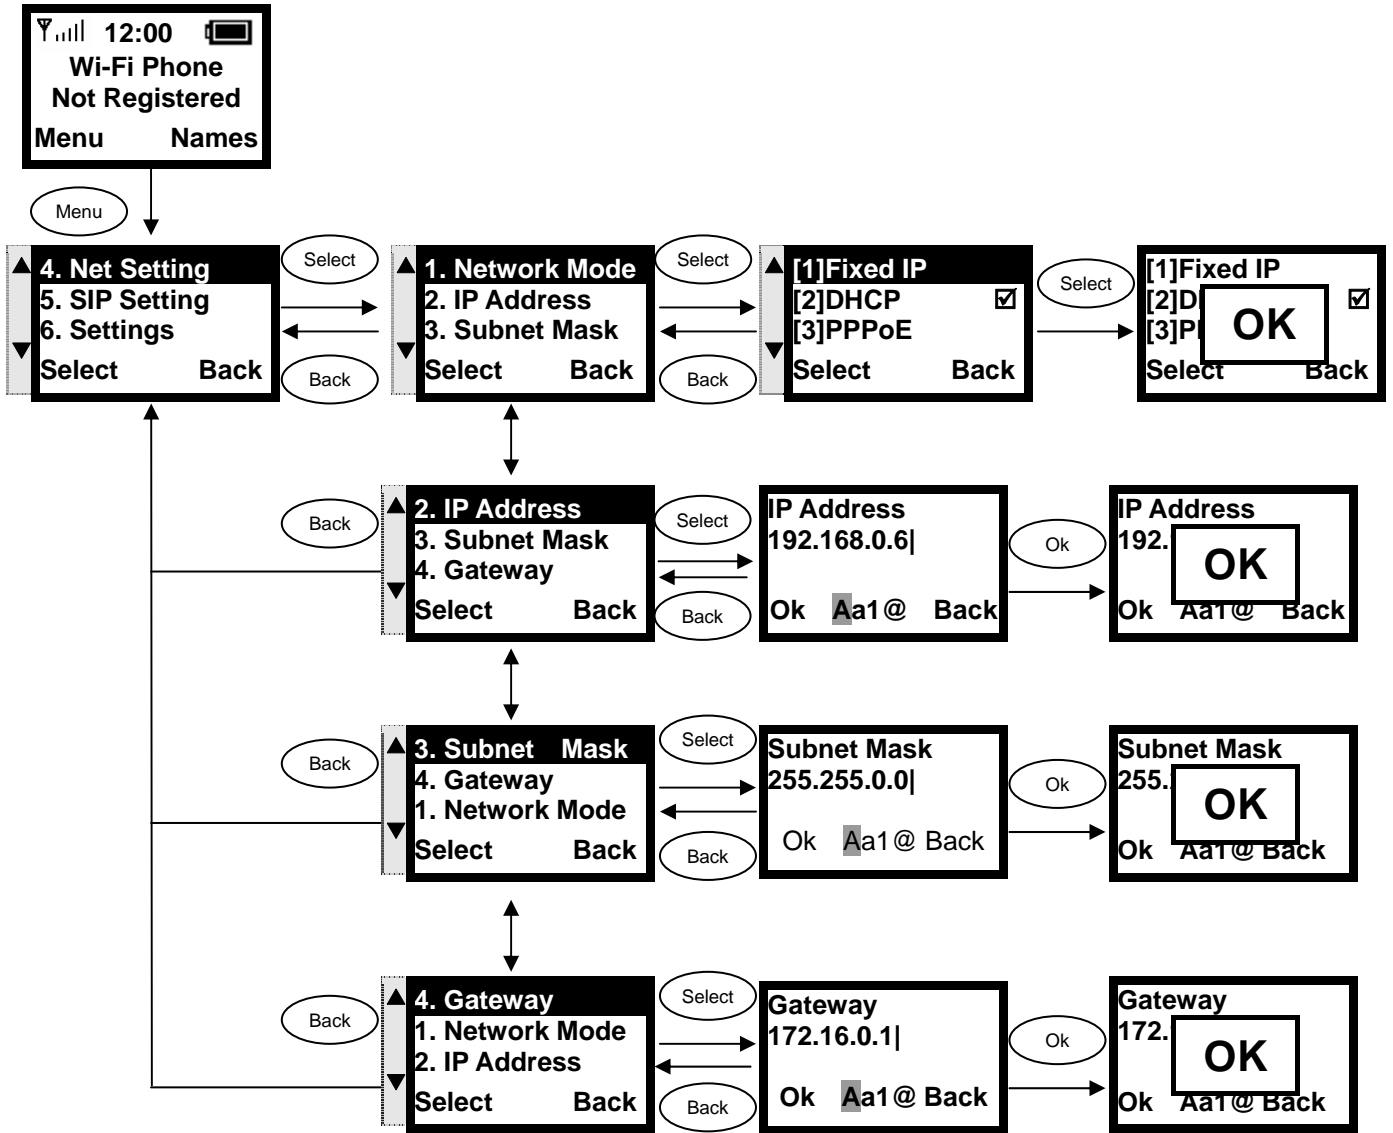 12:00
Wi-Fi Phone
Not Registered
Menu Names
Menu
4. Net Setting
5. SIP Setting
6. Settings
Select Back
Select
Back
1. Network Mode
2. IP Address
3. Subnet Mask
Select Back
Select
Back
[1]Fixed IP
[2]DHCP
[3]PPPoE
Select Back
Select
[1]Fixed IP
[2]D
[3]P
OK
Select Back
Back
2. IP Address
3. Subnet Mask
4. Gateway
Select Back
Select
Back
IP Address
192.168.0.6|
Ok Aa1@ Back
Ok
IP Address
192.
OK
Ok Aa1@ Back
Back
3. Subnet Mask
4. Gateway
1. Network Mode
Select Back
Select
Back
Subnet Mask
255.255.0.0|
Ok Aa1@ Back
Ok
Subnet Mask
255.
OK
Ok Aa1@ Back
Back
4. Gateway
1. Network Mode
2. IP Address
Select Back
Select
Back
Gateway
172.16.0.1|
Ok Aa1@ Back
Ok
Gateway
172.
OK
Ok Aa1@ Back